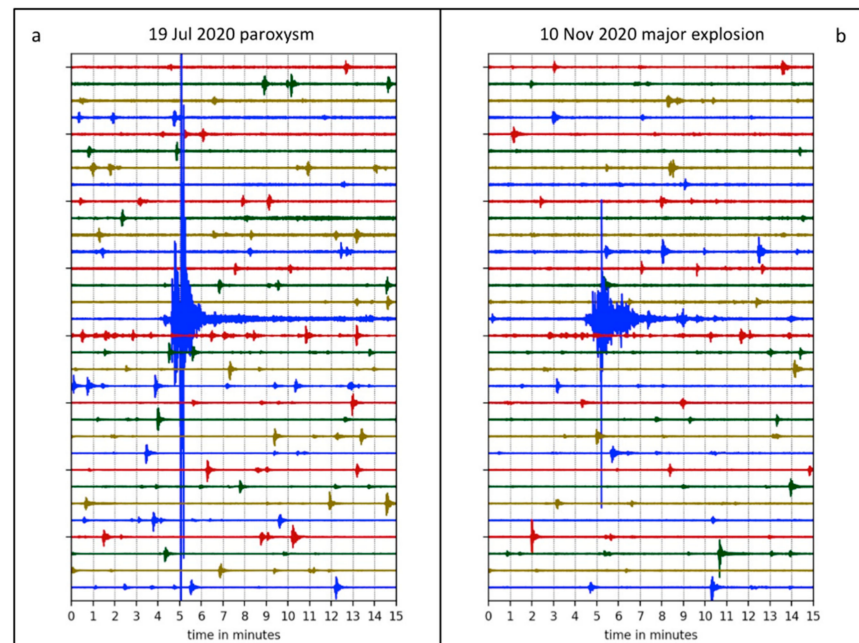 a
19 Jul 2020 paroxysm
10 Nov 2020 major explosion
b
0 1 2 3 4 5 6 7 8 9 10 11 12 13 14 15
time in minutes
0 1 2 3 4 5 6 7 8 9 10 11 12 13 14 15
time in minutes